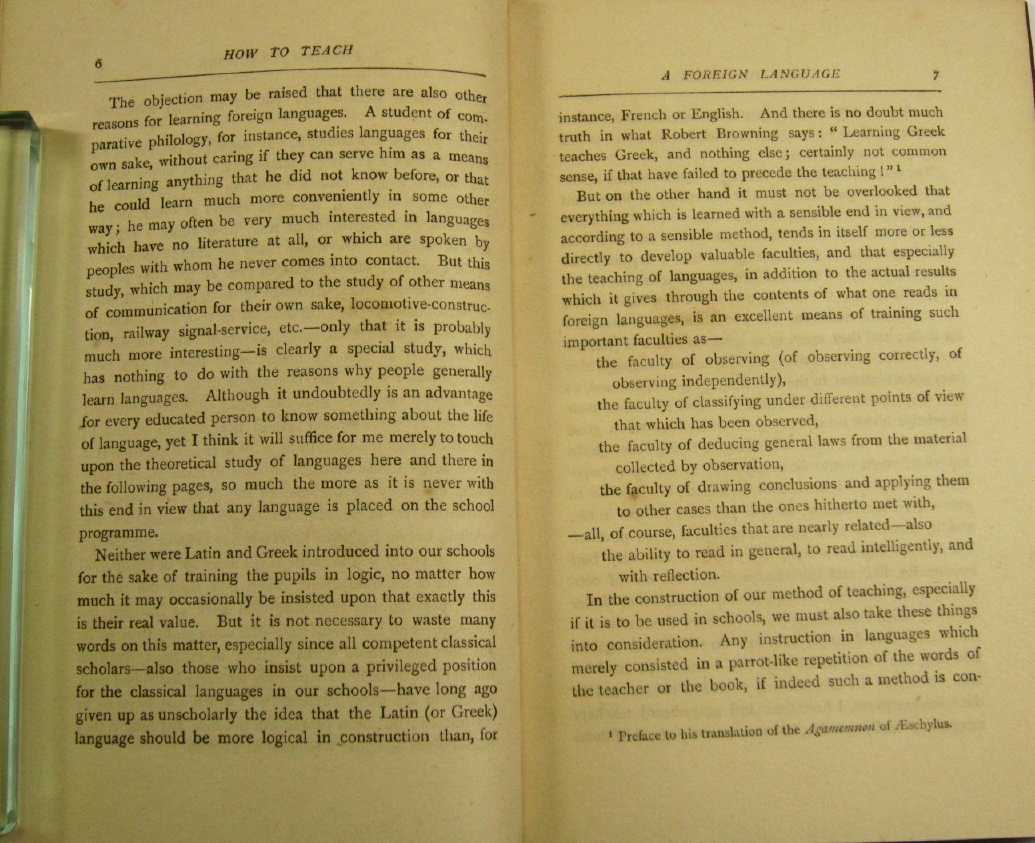 6
HOW TO TEACH
The objection may be raised that there are also other
reasons for learning foreign languages. A student of com-
parative philology, for instance, studies languages for their
own sake, without caring if they can serve him as a means
of learning anything that he did not know before, or that
he could learn much more conveniently in some other
way; he may often be very much interested in languages
which have no literature at all, or which are spoken by
peoples with whom he never comes into contact. But this
study, which may be compared to the study of other means
of communication for their own sake, locomotive-construc-
tion, railway signal-service, etc.—only that it is probably
much more interesting—is clearly a special study, which
has nothing to do with the reasons why people generally
learn languages. Although it undoubtedly is an advantage
for every educated person to know something about the life
of language, yet I think it will suffice for me merely to touch
upon the theoretical study of languages here and there in
the following pages, so much the more as it is never with
this end in view that any language is placed on the school
programme.
Neither were Latin and Greek introduced into our schools
for the sake of training the pupils in logic, no matter how
much it may occasionally be insisted upon that exactly this
is their real value. But it is not necessary to waste many
words on this matter, especially since all competent classical
scholars—also those who insist upon a privileged position
for the classical languages in our schools—have long ago
given up as unscholarly the idea that the Latin (or Greek)
language should be more logical in construction than, for
A FOREIGN LANGUAGE
7
instance, French or English. And there is no doubt much
truth in what Robert Browning says: “ Learning Greek
teaches Greek, and nothing else; certainly not common
sense, if that have failed to precede the teaching!” 1
But on the other hand it must not be overlooked that
everything which is learned with a sensible end in view, and
according to a sensible method, tends in itself more or less
directly to develop valuable faculties, and that especially
the teaching of languages, in addition to the actual results
which it gives through the contents of what one reads in
foreign languages, is an excellent means of training such
important faculties as—
the faculty of observing (of observing correctly, of
observing independently),
the faculty of classifying under different points of view
that which has been observed,
the faculty of deducing general laws from the material
collected by observation,
the faculty of drawing conclusions and applying them
to other cases than the ones hitherto met with,
—all, of course, faculties that are nearly related—also
the ability to read in general, to read intelligently, and
with reflection.
In the construction of our method of teaching, especially
if it is to be used in schools, we must also take these things
into consideration. Any instruction in languages which
merely consisted in a parrot-like repetition of the words of
the teacher or the book, if indeed such a method is con-
1 Preface to his translation of the Agamemnon of Æschylus.